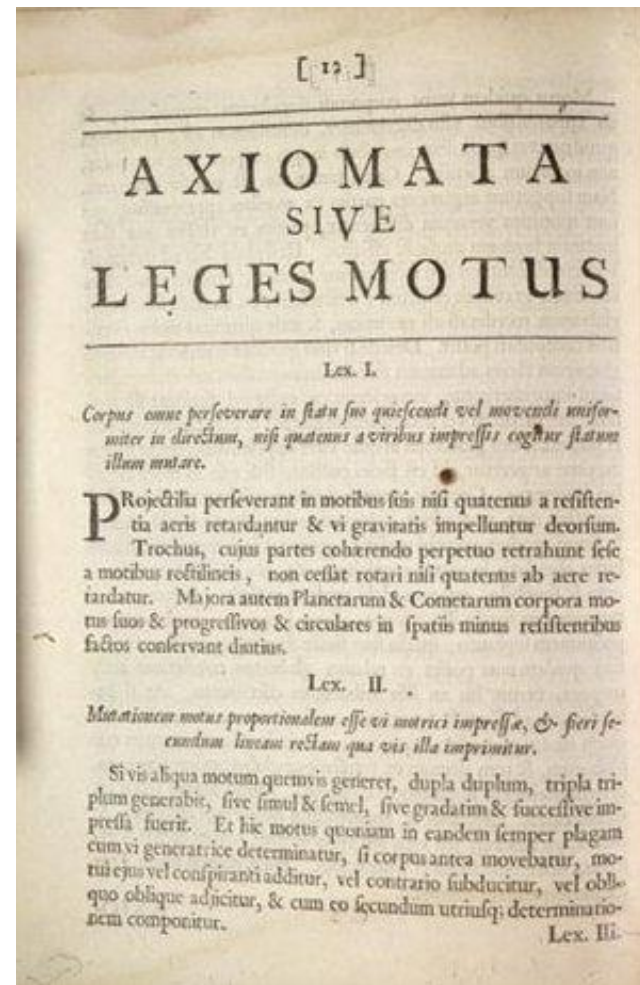 [ 12 ]
AXIOMATA
SIVE
LEGES MOTUS
Lex. I.
Corpus omne perſeverare in ſtatu ſuo quieſcendi vel movendi unifor-
miter in directum, niſi quatenus a viribus impreſſis cogitur ſtatum
illum mutare.
PRojectilia perſeverant in motibus ſuis niſi quatenus a reſiſten-
tia aeris retardantur & vi gravitatis impelluntur deorſum.
Trochus, cujus partes cohærendo perpetuo retrahunt ſeſe
a motibus rectilineis, non ceſſat rotari niſi quatenus ab aere re-
tardatur. Majora autem Planetarum & Cometarum corpora mo-
tus ſuos & progreſſivos & circulares in ſpatiis minus reſiſtentibus
factos conſervant diutius.
Lex. II.
Mutationem motus proportionalem eſſe vi motrici impreſſæ, & fieri ſe-
cundum lineam rectam qua vis illa imprimitur.
Si vis aliqua motum quemvis generet, dupla duplum, tripla tri-
plum generabit, ſive ſimul & ſemel, ſive gradatim & ſucceſſive im-
preſſa fuerit. Et hic motus quoniam in eandem ſemper plagam
cum vi generatrice determinatur, ſi corpus antea movebatur, mo-
tui ejus vel conſpiranti additur, vel contrario ſubducitur, vel obli-
quo oblique adjicitur, & cum eo ſecundum utriuſq; determinatio-
nem componitur.
Lex. III.